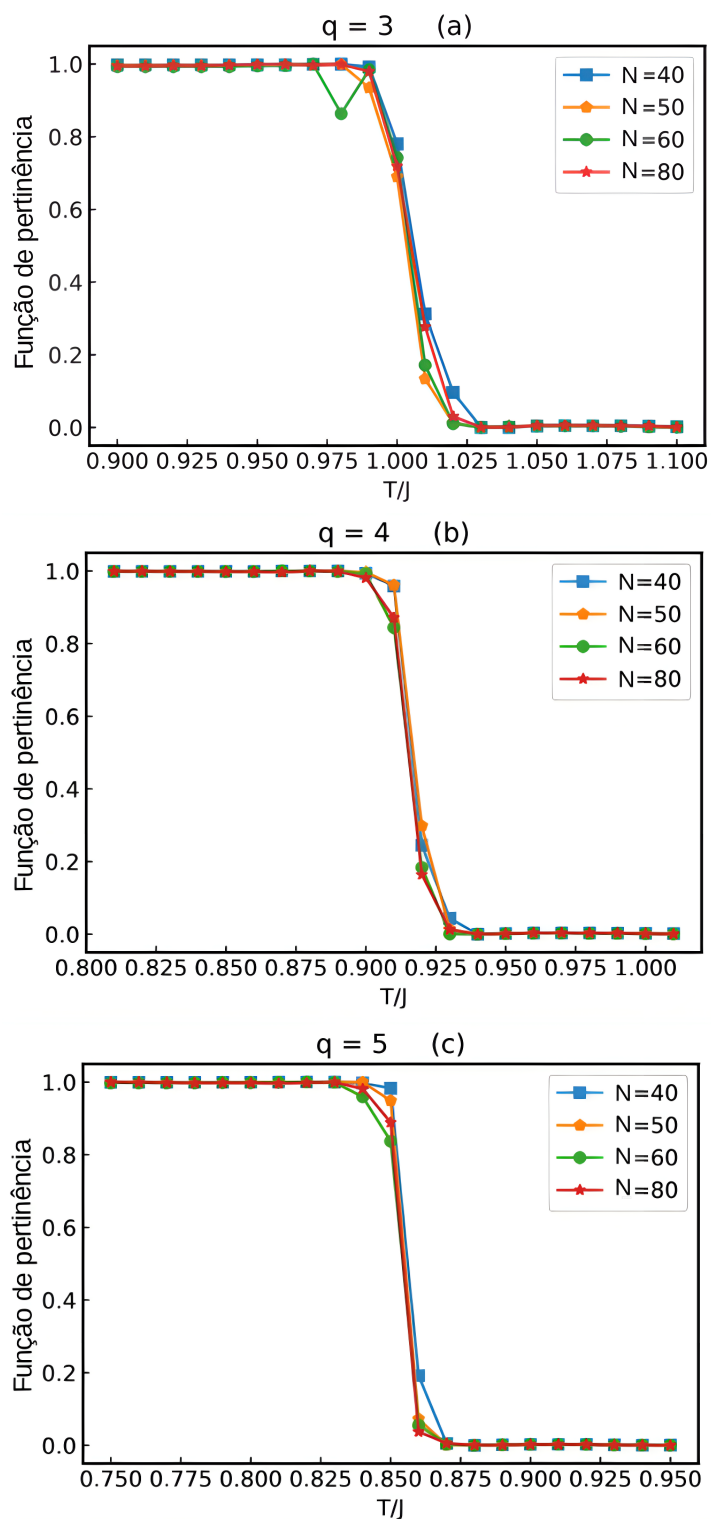 q = 3 (a)
Função de pertinência
1.0
0.8
0.6
0.4
0.2
0.0
N=40
N=50
N=60
N=80
0.900 0.925 0.950 0.975 1.000 1.025 1.050 1.075 1.100
T/J
q = 4 (b)
Função de pertinência
1.0
0.8
0.6
0.4
0.2
0.0
N=40
N=50
N=60
N=80
0.800 0.825 0.850 0.875 0.900 0.925 0.950 0.975 1.000
T/J
q = 5 (c)
Função de pertinência
1.0
0.8
0.6
0.4
0.2
0.0
N=40
N=50
N=60
N=80
0.750 0.775 0.800 0.825 0.850 0.875 0.900 0.925 0.950
T/J